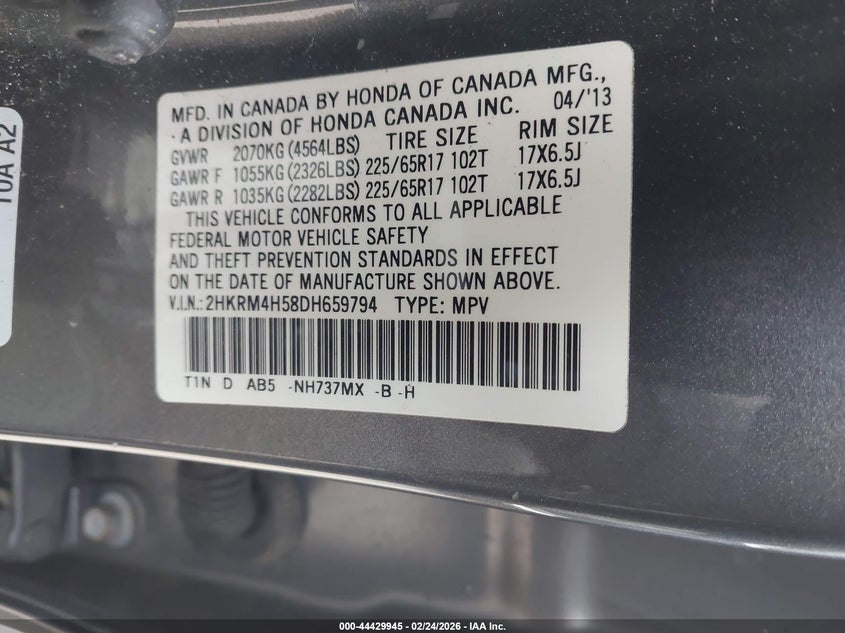 10A A2
MFD. IN CANADA BY HONDA OF CANADA MFG.,
A DIVISION OF HONDA CANADA INC. 04/'13
GVWR 2070KG (4564LBS) TIRE SIZE RIM SIZE
GAWR F 1055KG (2326LBS) 225/65R17 102T 17X6.5J
GAWR R 1035KG (2282LBS) 225/65R17 102T 17X6.5J
THIS VEHICLE CONFORMS TO ALL APPLICABLE
FEDERAL MOTOR VEHICLE SAFETY
AND THEFT PREVENTION STANDARDS IN EFFECT
ON THE DATE OF MANUFACTURE SHOWN ABOVE.
V.I.N.: 2HKRM4H58DH659794 TYPE: MPV
T1N D AB5 -NH737MX -B -H
000-44429945 - 02/24/2026 - IAA Inc.